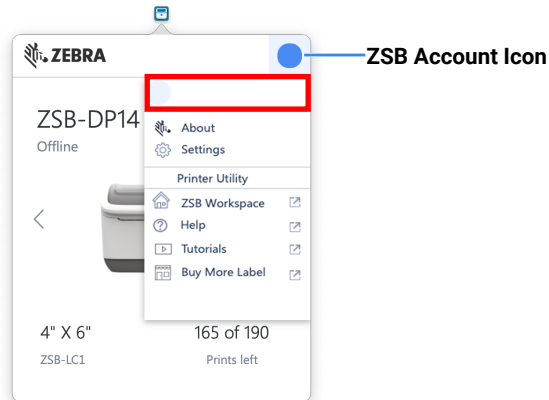 ZEBRA
ZSB Account Icon
ZSB-DP14
Offline
About
Settings
Printer Utility
ZSB Workspace
Help
Tutorials
Buy More Label
4" X 6"
165 of 190
ZSB-LC1
Prints left